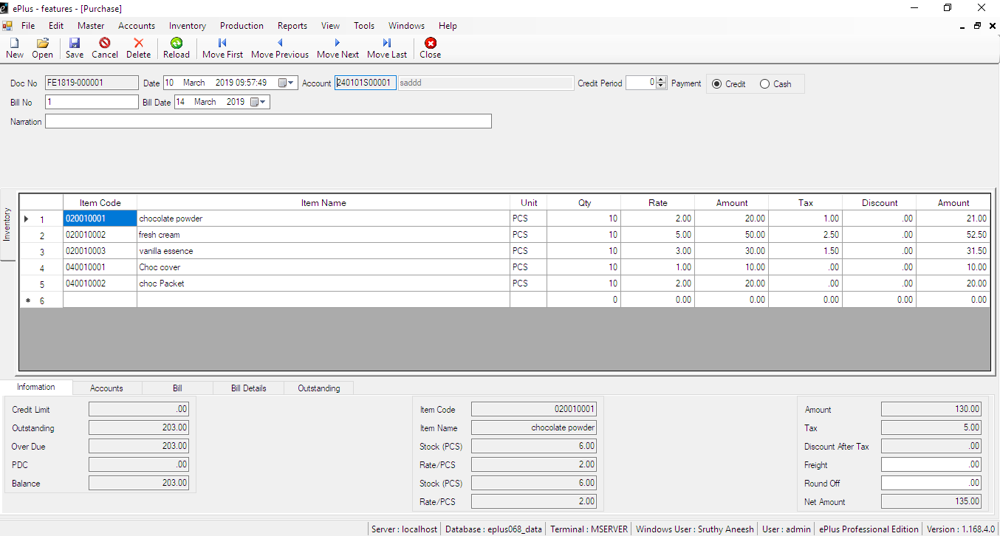 ePlus - features - [Purchase]
File Edit Master Accounts Inventory Production Reports View Tools Windows Help
New Open Save Cancel Delete Reload Move First Move Previous Move Next Move Last Close
Doc No FE1819-000001 Date 10 March 2019 09:57:49 Account 240101S00001 saddd Credit Period 0 Payment Credit Cash
Bill No 1 Bill Date 14 March 2019
Narration
Inventory
Item Code Item Name Unit Qty Rate Amount Tax Discount Amount
1 020010001 chocolate powder PCS 10 2.00 20.00 1.00 .00 21.00
2 020010002 fresh cream PCS 10 5.00 50.00 2.50 .00 52.50
3 020010003 vanilla essence PCS 10 3.00 30.00 1.50 .00 31.50
4 040010001 Choc cover PCS 10 1.00 10.00 .00 .00 10.00
5 040010002 choc Packet PCS 10 2.00 20.00 .00 .00 20.00
6 0 0.00 0.00 0.00 0.00 0.00
Information Accounts Bill Bill Details Outstanding
Credit Limit .00 Item Code 020010001 Amount 130.00
Outstanding 203.00 Item Name chocolate powder Tax 5.00
Over Due 203.00 Stock (PCS) 6.00 Discount After Tax .00
PDC .00 Rate/PCS 2.00 Freight .00
Balance 203.00 Stock (PCS) 6.00 Round Off .00
Rate/PCS 2.00 Net Amount 135.00
Server : localhost Database : eplus068_data Terminal : MSERVER Windows User : Sruthy Aneesh User : admin ePlus Professional Edition Version : 1.168.4.0